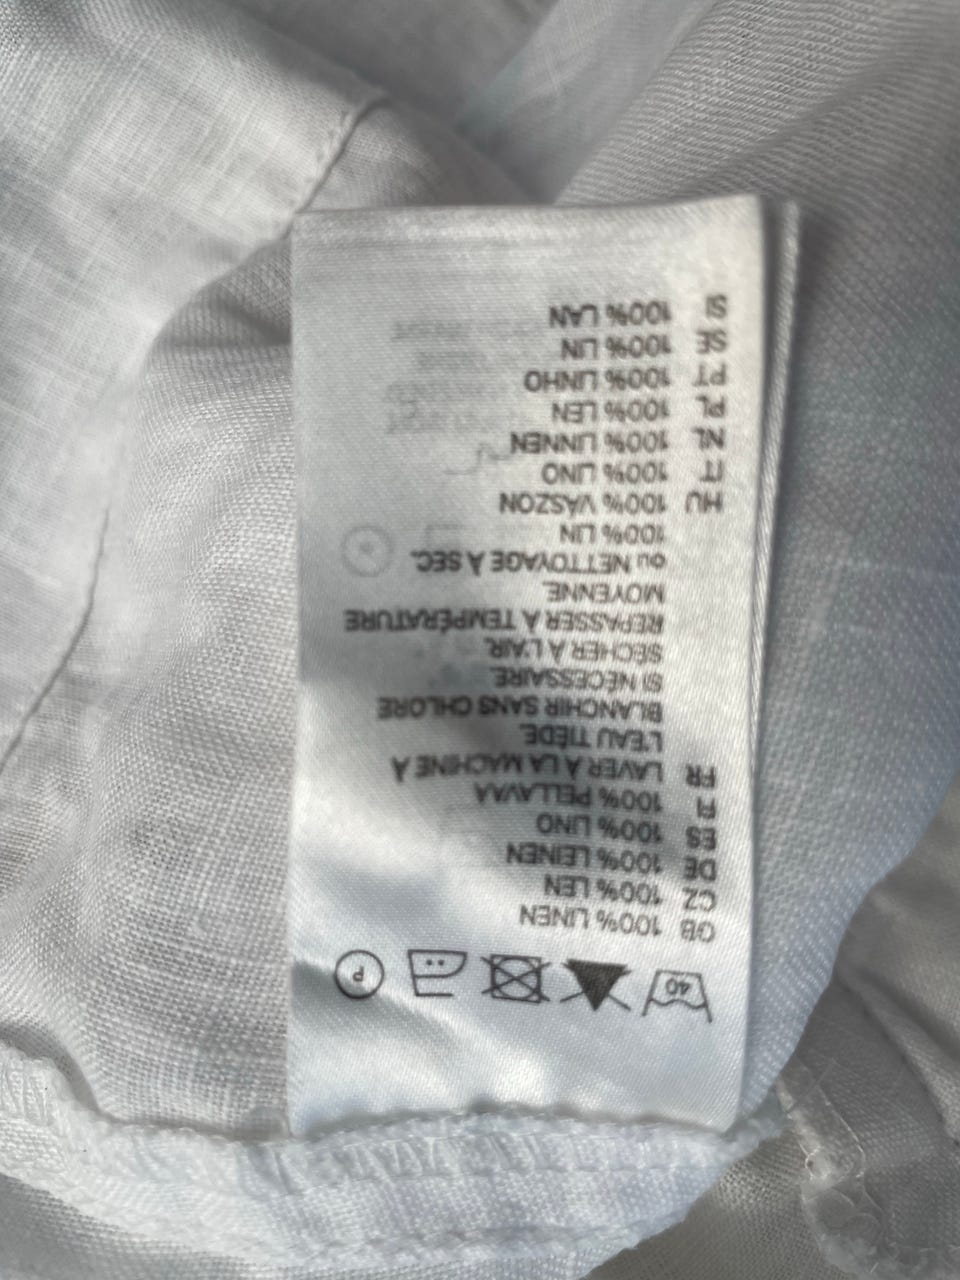 40 P
GB 100% LINEN
CZ 100% LEN
DE 100% LEINEN
ES 100% LINO
FI 100% PELLAVAA
FR LAVER À LA MACHINE À
L'EAU TIÈDE.
BLANCHIR SANS CHLORE
SI NÉCESSAIRE.
SÉCHER À L'AIR.
REPASSER À TEMPÉRATURE
MOYENNE.
ou NETTOYAGE À SEC.
100% LIN
HU 100% VÁSZON
IT 100% LINO
NL 100% LINNEN
PL 100% LEN
PT 100% LINHO
SE 100% LIN
SI 100% LAN